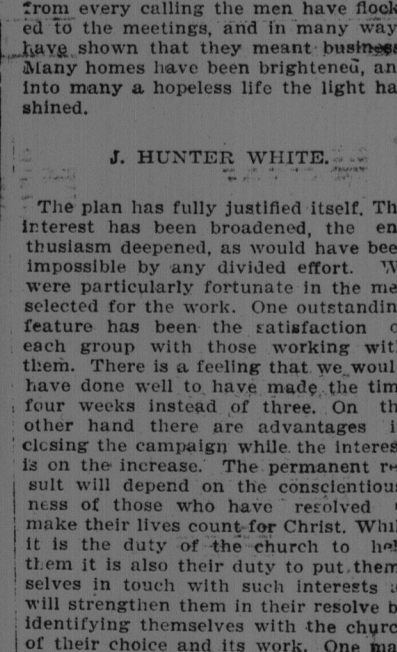 from every calling the men have flock
ed to the meetings, and in many way
have shown that they meant business
Many homes have been brightened, an
into many a hopeless life the light ha
shined.
J. HUNTER WHITE.
The plan has fully justified itself. Th
interest has been broadened, the en
thusiasm deepened, as would have bee
impossible by any divided effort. W
were particularly fortunate in the me
selected for the work. One outstandin
feature has been the satisfaction o
each group with those working wit
them. There is a feeling that we woul
have done well to have made the tim
four weeks instead of three. On th
other hand there are advantages i
closing the campaign while the interes
is on the increase. The permanent re
sult will depend on the conscientious
ness of those who have resolved
make their lives count for Christ. Whil
it is the duty of the church to hel
them it is also their duty to put them
selves in touch with such interests
will strengthen them in their resolve b
identifying themselves with the churc
of their choice and its work. One ma